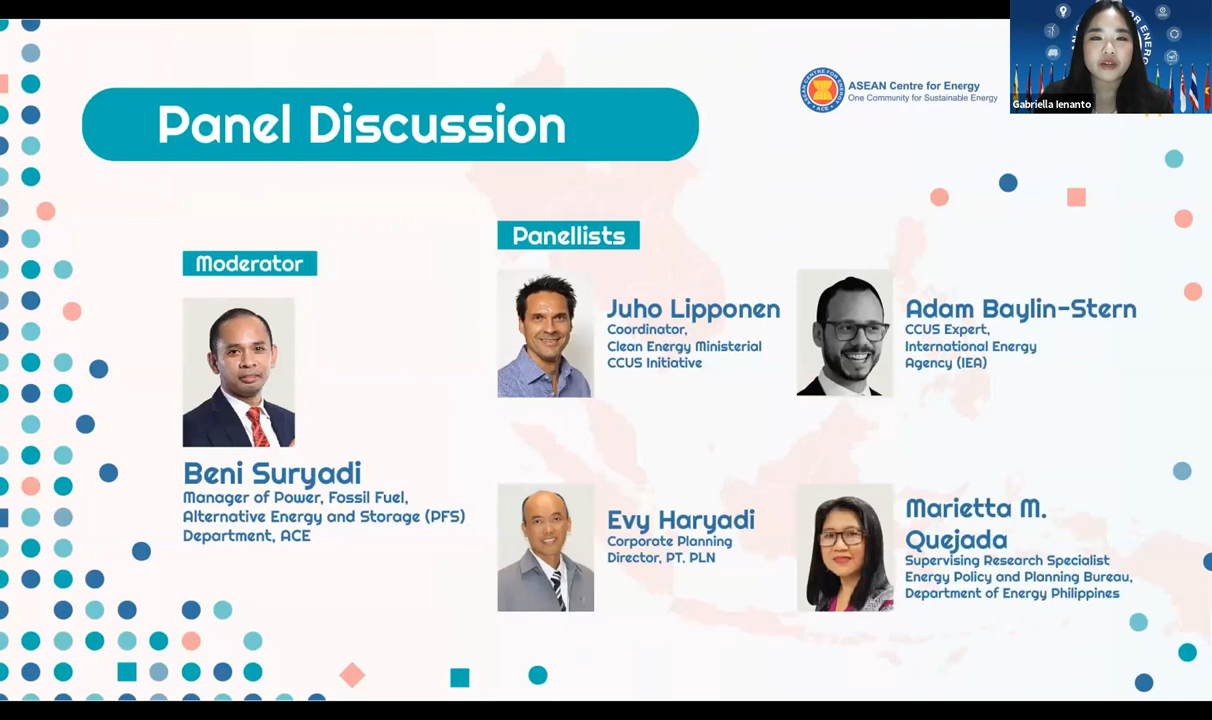 Panel Discussion
ASEAN Centre for Energy
One Community for Sustainable Energy
Gabriella Ienanto
Moderator
Beni Suryadi
Manager of Power, Fossil Fuel,
Alternative Energy and Storage (PFS)
Department, ACE
Panellists
Juho Lipponen
Coordinator,
Clean Energy Ministerial
CCUS Initiative
Adam Baylin-Stern
CCUS Expert,
International Energy
Agency (IEA)
Evy Haryadi
Corporate Planning
Director, PT. PLN
Marietta M.
Quejada
Supervising Research Specialist
Energy Policy and Planning Bureau,
Department of Energy Philippines